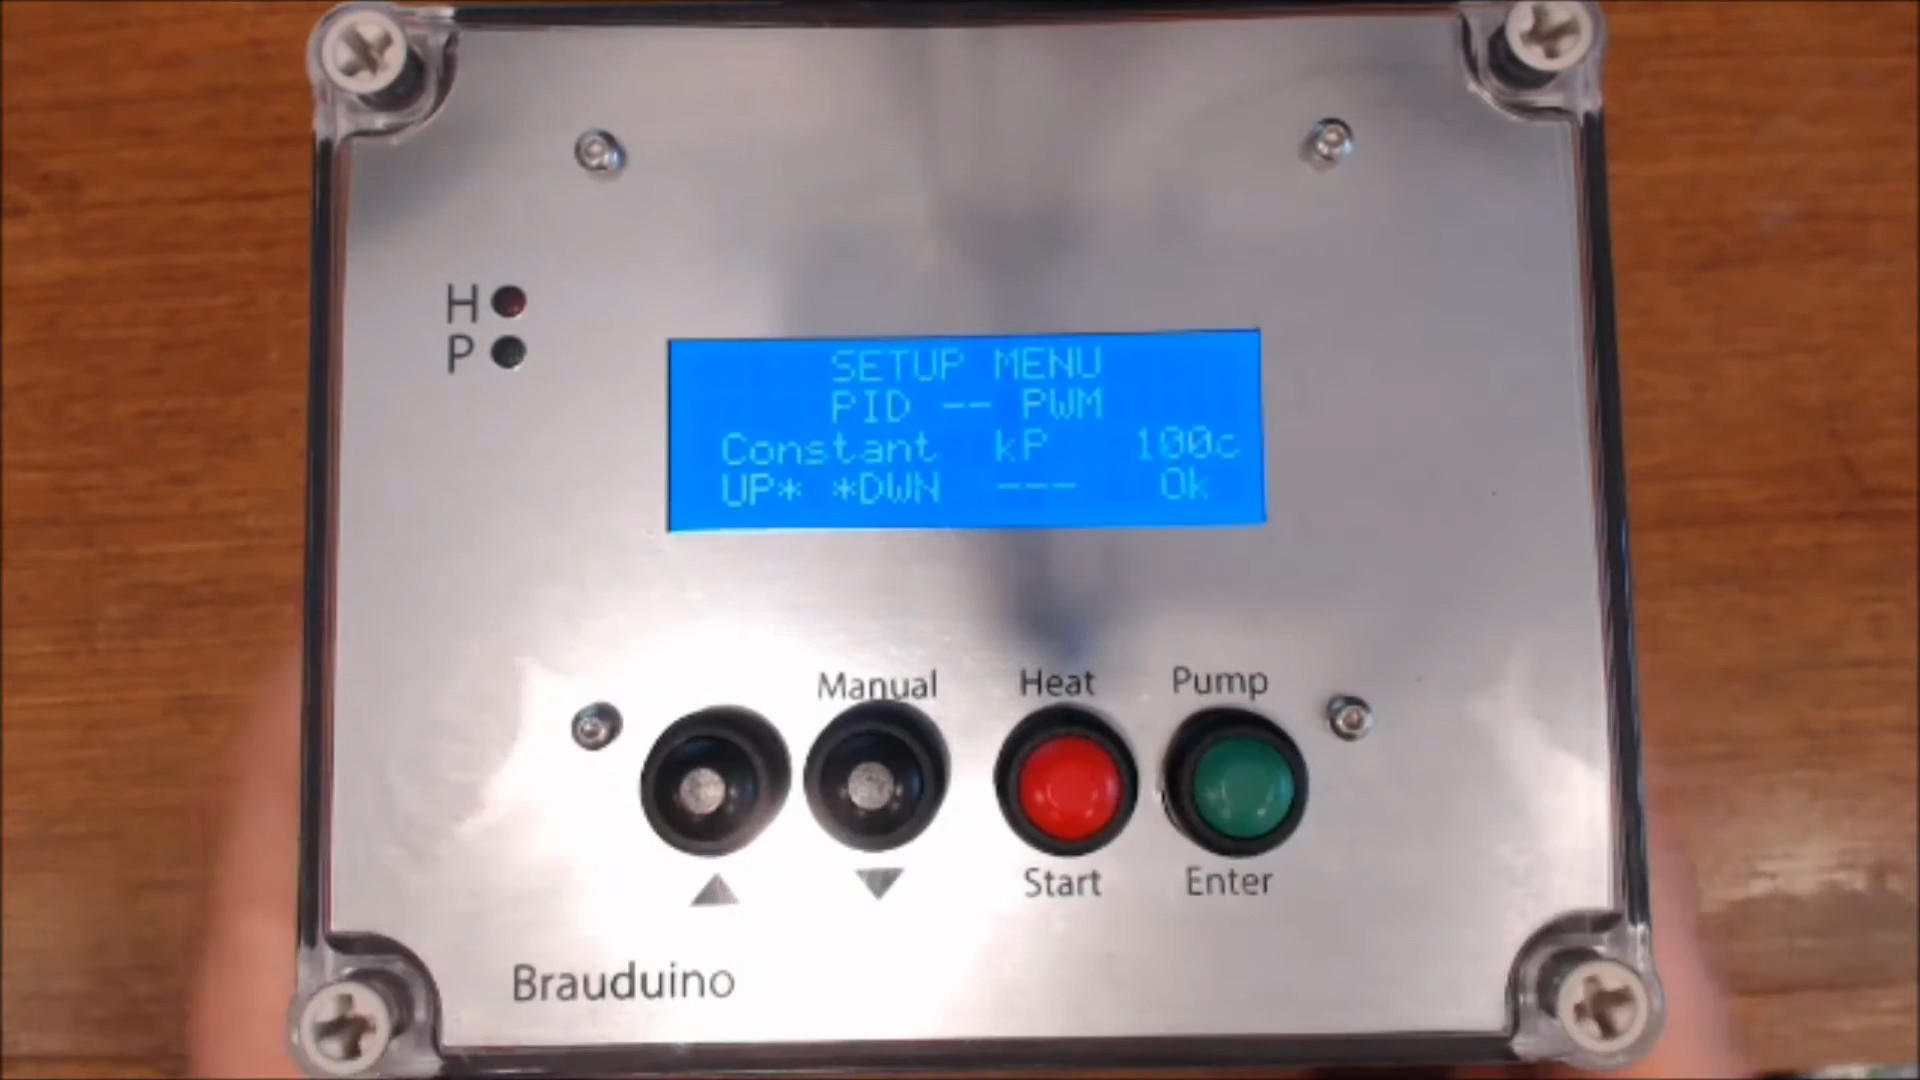 H
P
SETUP MENU
PID -- PWM
Constant kP 100c
UP* *DWN --- Ok
Manual Heat Pump
Start Enter
Brauduino